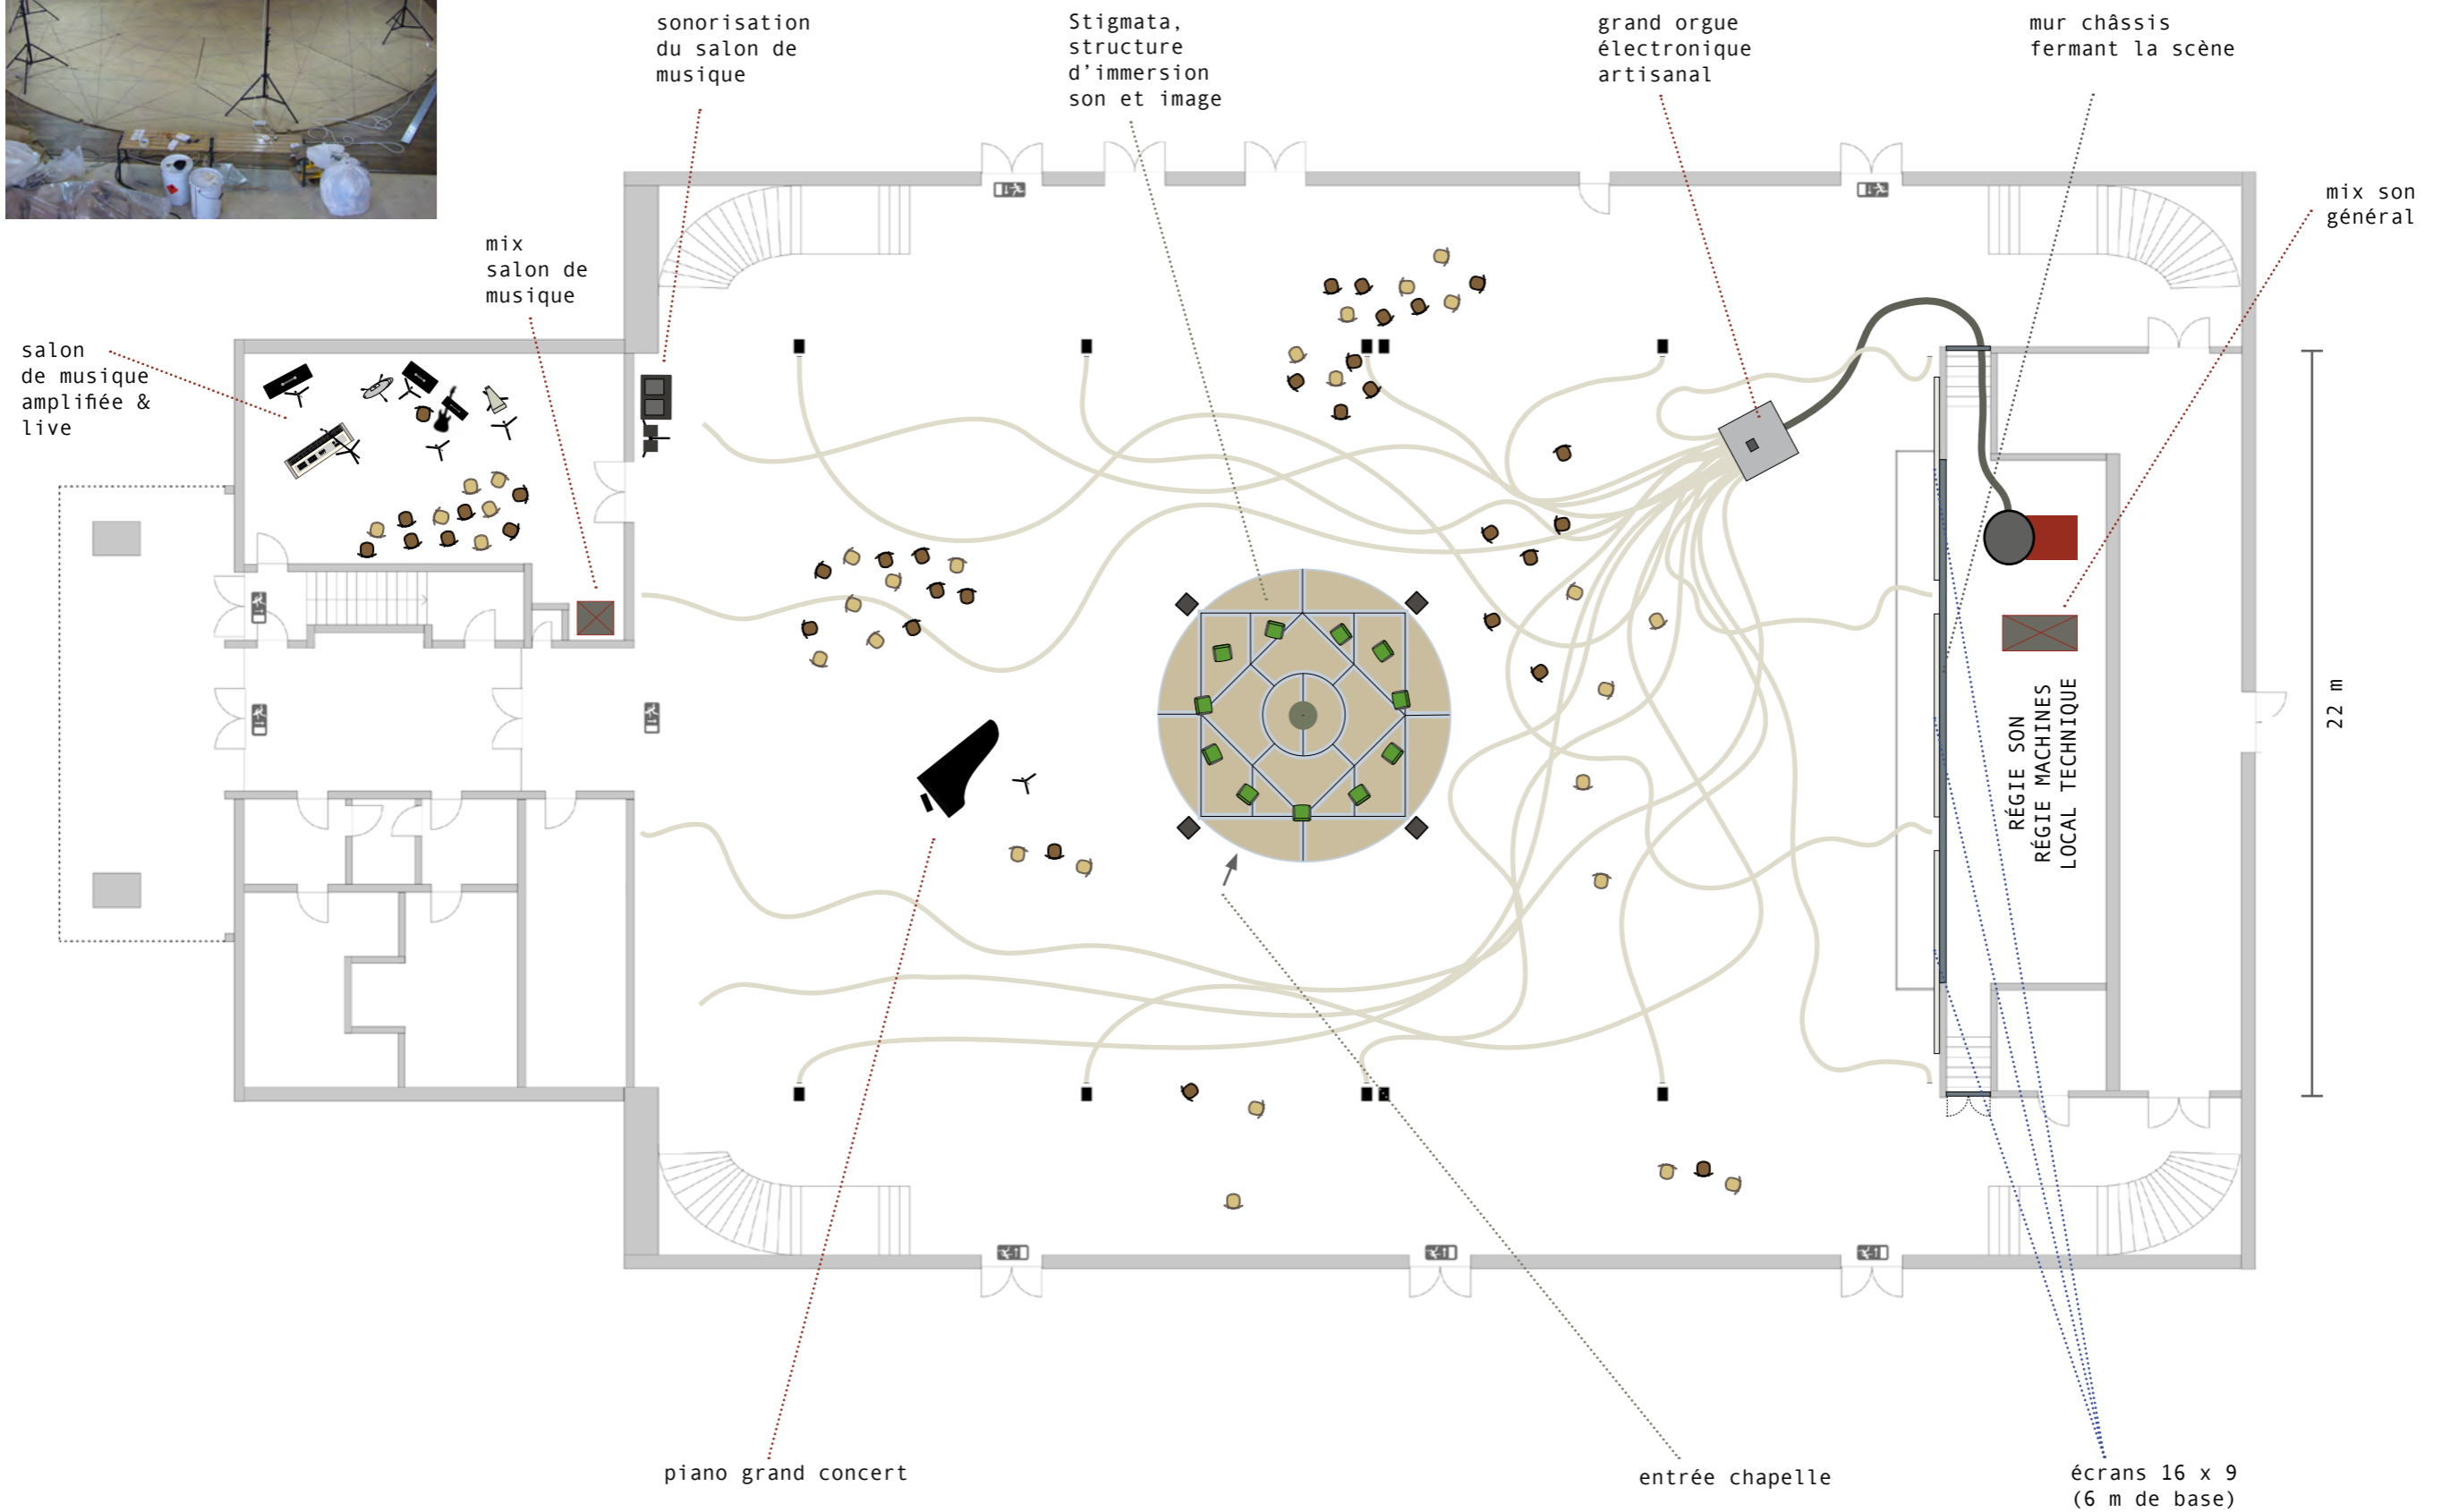 sonorisation
du salon de
musique
Stigmata,
structure
d'immersion
son et image
grand orgue
électronique
artisanal
mur châssis
fermant la scène
mix son
général
mix
salon de
musique
salon
de musique
amplifiée &
live
22 m
RÉGIE SON
RÉGIE MACHINES
LOCAL TECHNIQUE
piano grand concert
entrée chapelle
écrans 16 x 9
(6 m de base)